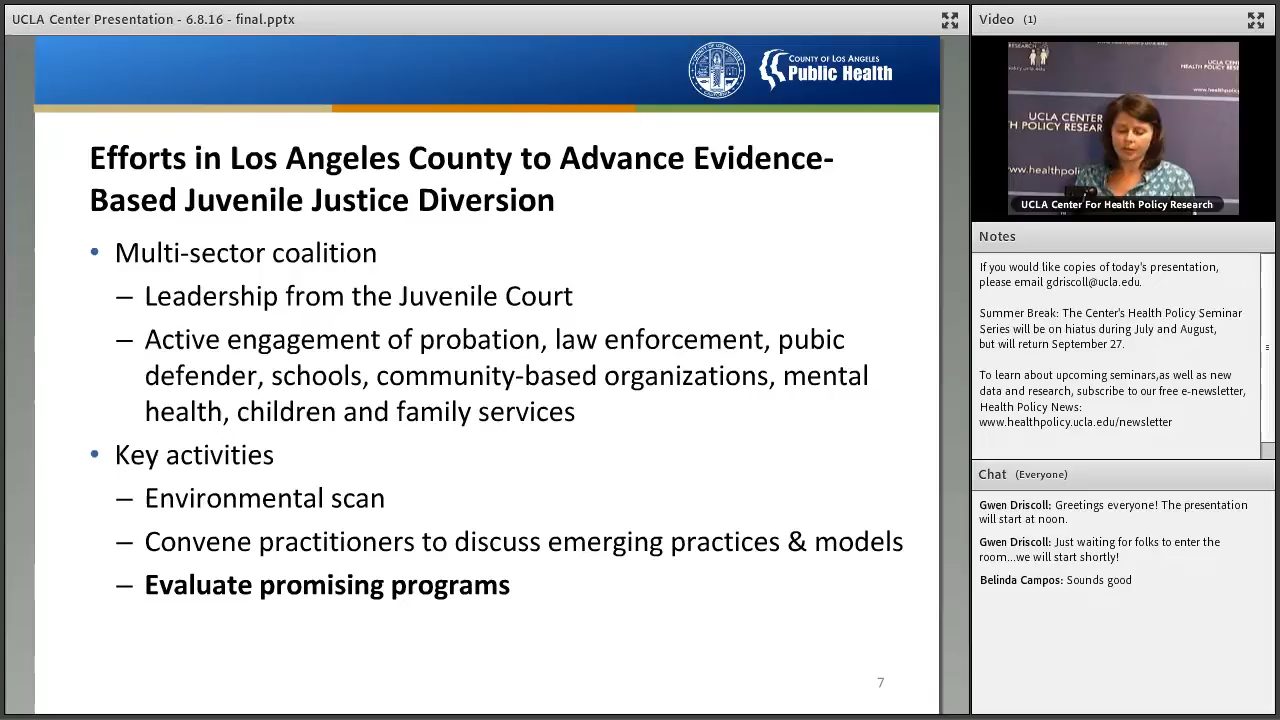 UCLA Center Presentation - 6.8.16 - final.pptx
COUNTY OF LOS ANGELES
Public Health
Efforts in Los Angeles County to Advance Evidence-
Based Juvenile Justice Diversion
• Multi-sector coalition
– Leadership from the Juvenile Court
– Active engagement of probation, law enforcement, pubic
defender, schools, community-based organizations, mental
health, children and family services
• Key activities
– Environmental scan
– Convene practitioners to discuss emerging practices & models
– Evaluate promising programs
7
Video (1)
UCLA CENTER
H POLICY RESEAR
www.healthpoli
UCLA Center For Health Policy Research
Notes
If you would like copies of today's presentation,
please email gdriscoll@ucla.edu.
Summer Break: The Center's Health Policy Seminar
Series will be on hiatus during July and August,
but will return September 27.
To learn about upcoming seminars,as well as new
data and research, subscribe to our free e-newsletter,
Health Policy News:
www.healthpolicy.ucla.edu/newsletter
Chat (Everyone)
Gwen Driscoll: Greetings everyone! The presentation
will start at noon.
Gwen Driscoll: Just waiting for folks to enter the
room...we will start shortly!
Belinda Campos: Sounds good